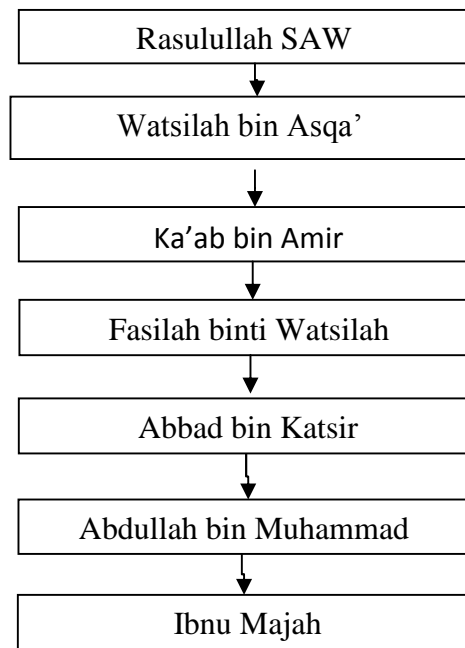 Rasulullah SAW
Watsilah bin Asqa’
Ka’ab bin Amir
Fasilah binti Watsilah
Abbad bin Katsir
Abdullah bin Muhammad
Ibnu Majah